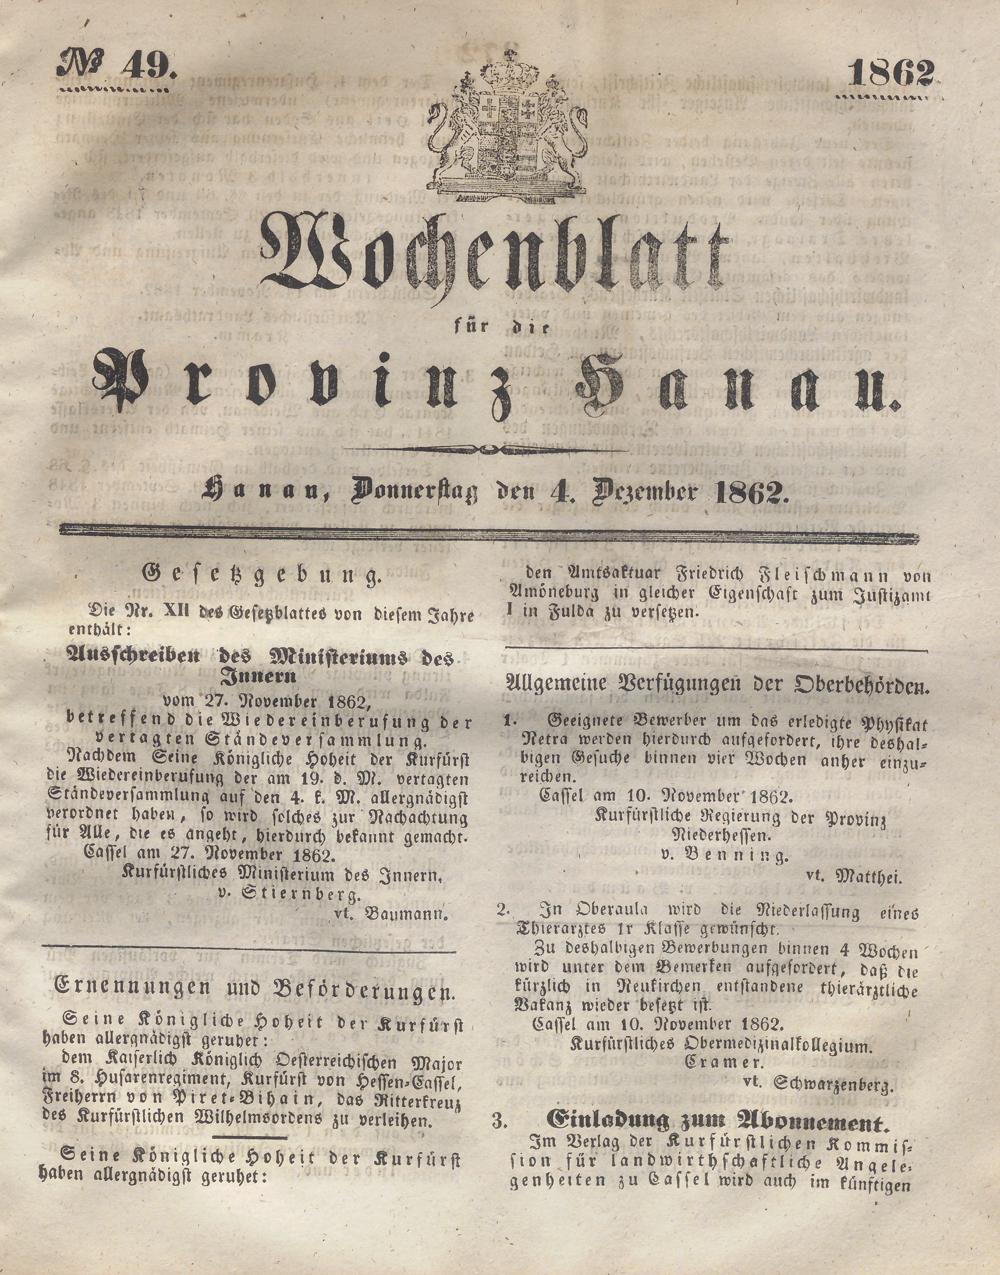 № 49.
1862
Wochenblatt
für die
Provinz Hanau.
Hanau, Donnerstag den 4. Dezember 1862.
Gesetzgebung.
Die Nr. XII des Gesetzblattes von diesem Jahre
enthält:
Ausschreiben des Ministeriums des
Innern
vom 27. November 1862,
betreffend die Wiedereinberufung der
vertagten Ständeversammlung.
Nachdem Seine Königliche Hoheit der Kurfürst
die Wiedereinberufung der am 19. d. M. vertagten
Ständeversammlung auf den 4. k. M. allergnädigst
verordnet haben, so wird solches zur Nachachtung
für Alle, die es angeht, hierdurch bekannt gemacht.
Cassel am 27. November 1862.
Kurfürstliches Ministerium des Innern.
v. Stiernberg.
vt. Baumann.
Ernennungen und Beförderungen.
Seine Königliche Hoheit der Kurfürst
haben allergnädigst geruhet:
dem Kaiserlich Königlich Oesterreichischen Major
im 8. Husarenregiment, Kurfürst von Hessen-Cassel,
Freiherrn von Piret-Bihain, das Ritterkreuz
des Kurfürstlichen Wilhelmsordens zu verleihen.
Seine Königliche Hoheit der Kurfürst
haben allergnädigst geruhet:
den Amtsaktuar Friedrich Fleischmann von
Amöneburg in gleicher Eigenschaft zum Justizamt
I in Fulda zu versetzen.
Allgemeine Verfügungen der Oberbehörden.
1. Geeignete Bewerber um das erledigte Physikat
Netra werden hierdurch aufgefordert, ihre deshal-
bigen Gesuche binnen vier Wochen anher einzu-
reichen.
Cassel am 10. November 1862.
Kurfürstliche Regierung der Provinz
Niederhessen.
v. Benning.
vt. Matthei.
2. In Oberaula wird die Niederlassung eines
Thierarztes 1r Klasse gewünscht.
Zu deshalbigen Bewerbungen binnen 4 Wochen
wird unter dem Bemerken aufgefordert, daß die
kürzlich in Neukirchen entstandene thierärztliche
Vakanz wieder besetzt ist.
Cassel am 10. November 1862.
Kurfürstliches Obermedizinalkollegium.
Cramer.
vt. Schwarzenberg.
3. Einladung zum Abonnement.
Im Verlag der Kurfürstlichen Kommis-
sion für landwirthschaftliche Angele-
genheiten zu Cassel wird auch im künftigen